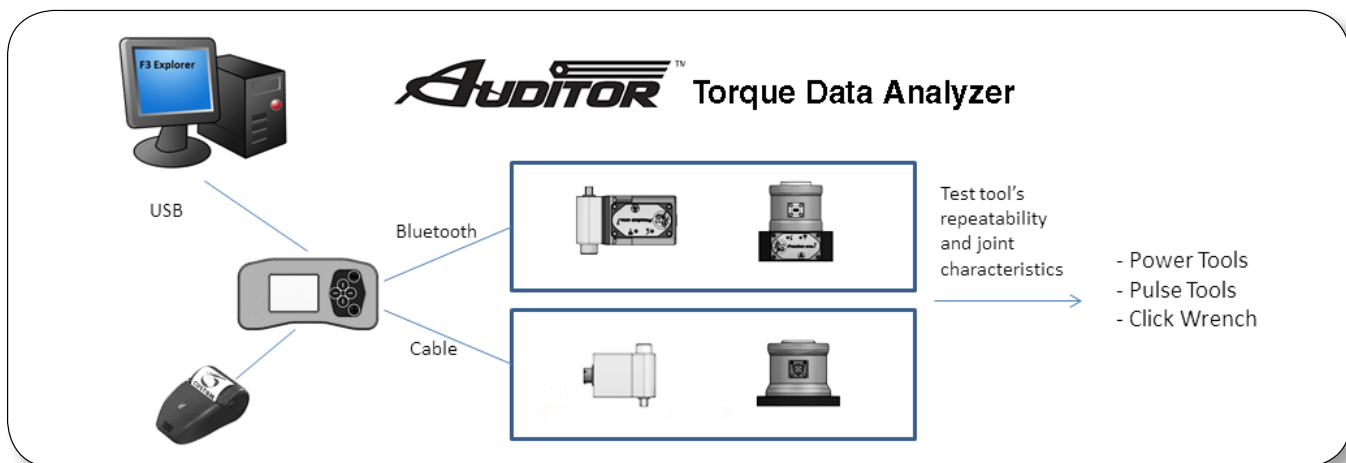 F3 Explorer
AUDITOR™ Torque Data Analyzer
USB
Bluetooth
Cable
Test tool's
repeatability
and joint
characteristics
- Power Tools
- Pulse Tools
- Click Wrench
CUSTOM